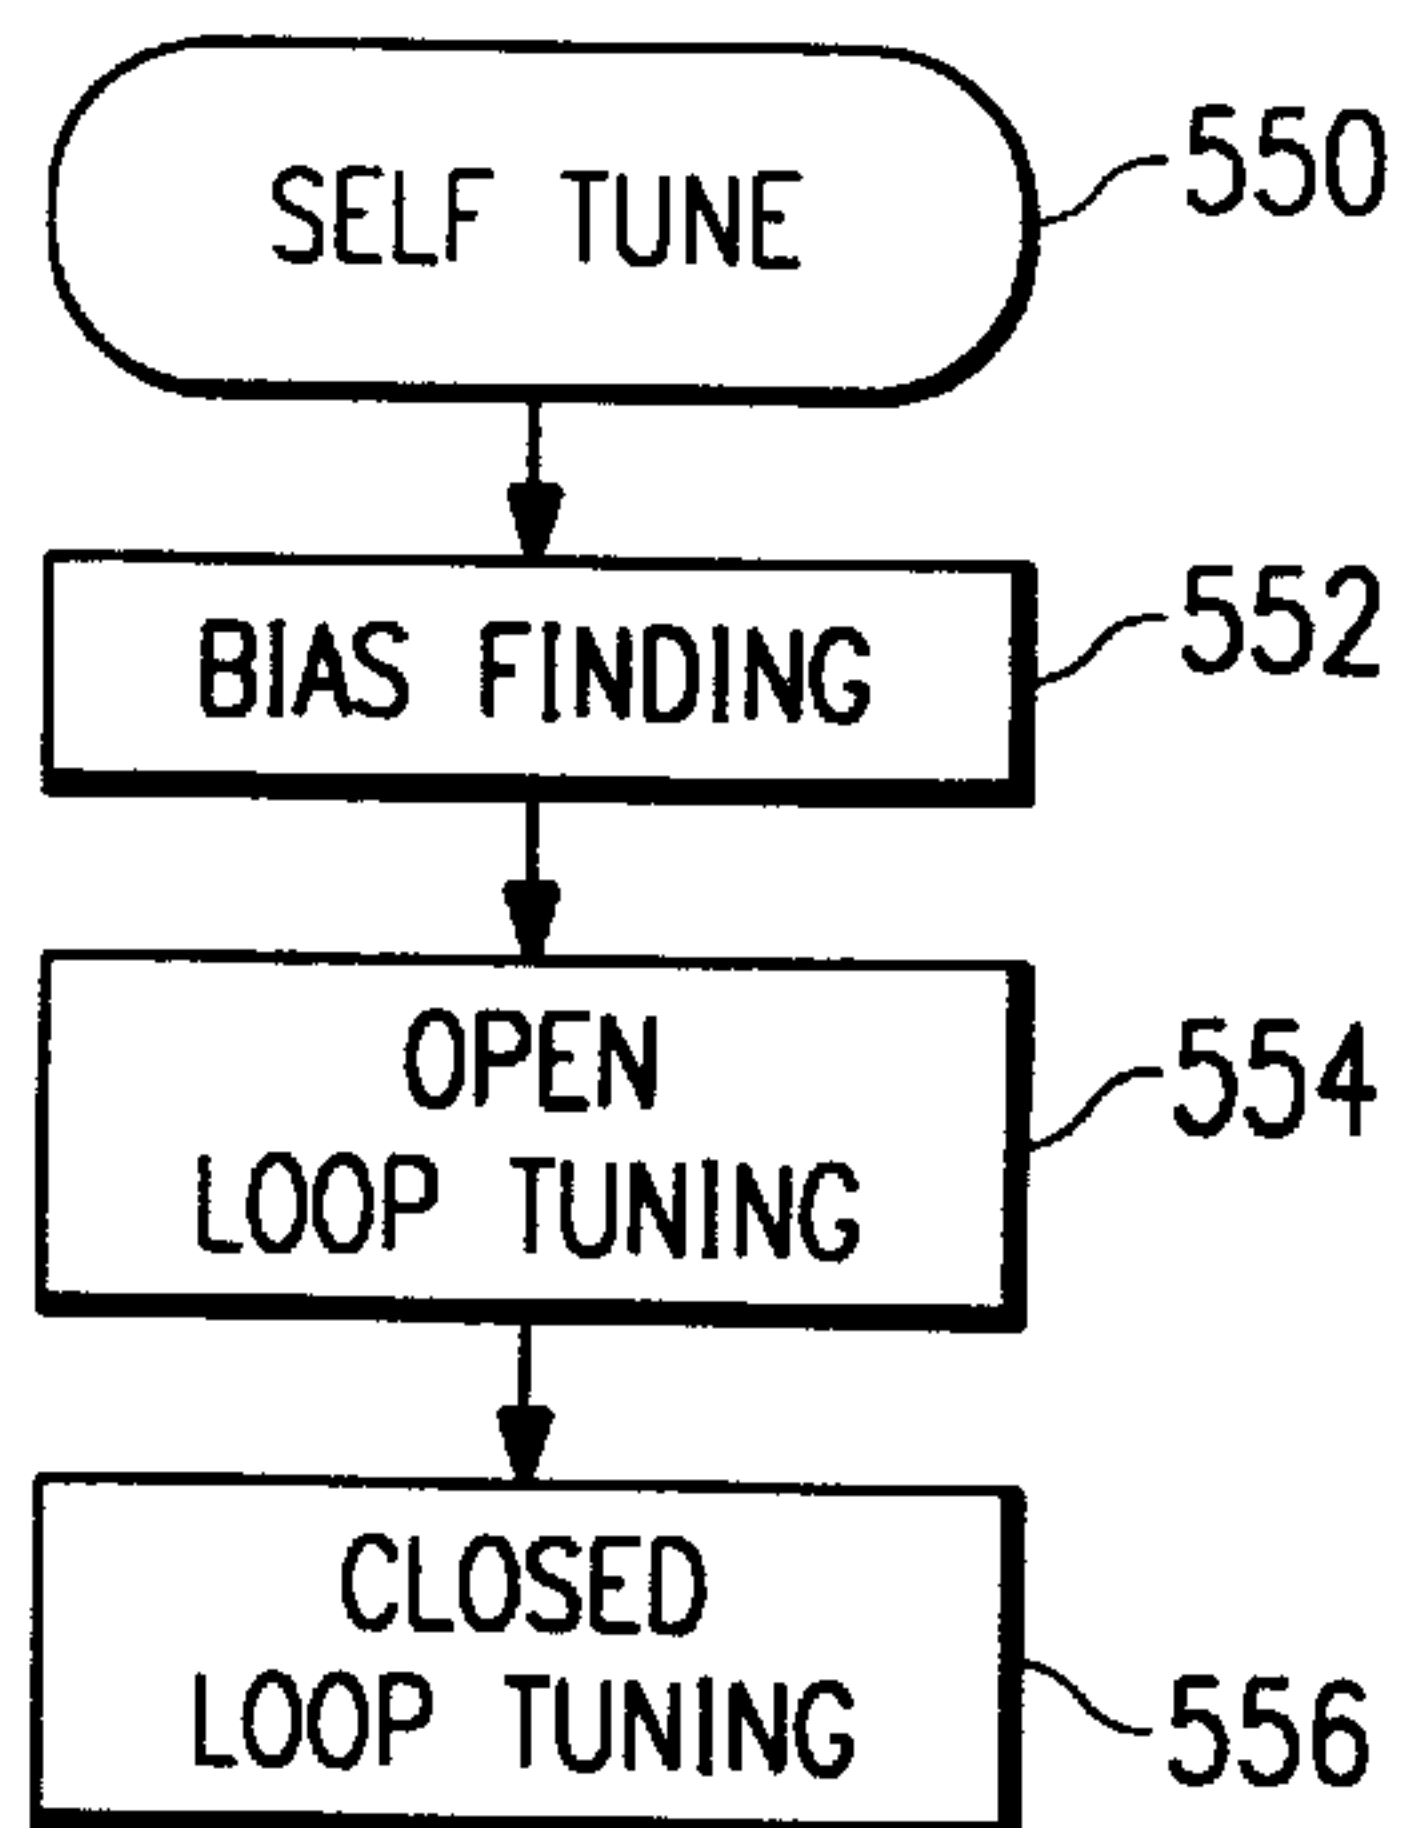 SELF TUNE
550
BIAS FINDING
552
OPEN
LOOP TUNING
554
CLOSED
LOOP TUNING
556